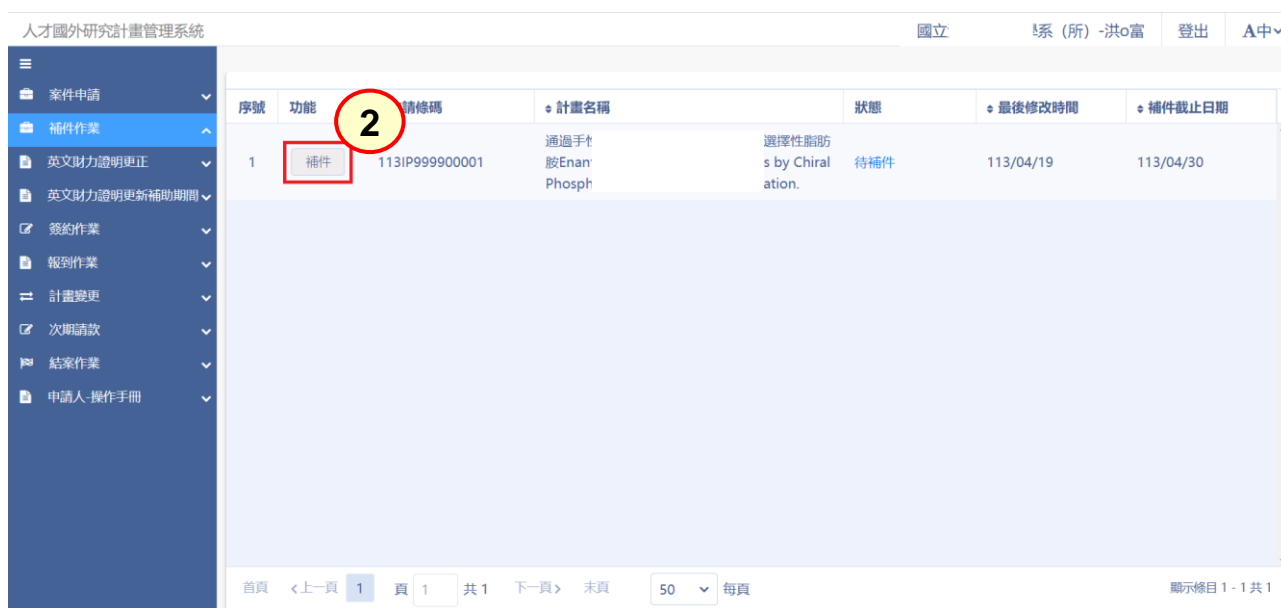 人才國外研究計畫管理系統
國立 系（所）-洪o富 登出 A中
案件申請
補件作業
英文財力證明更正
英文財力證明更新補助期間
簽約作業
報到作業
計畫變更
次期請款
結案作業
申請人-操作手冊
序號 功能 請條碼 計畫名稱 狀態 最後修改時間 補件截止日期
2
通過手性 選擇性脂肪
1 補件 113IP999900001 胺Enan s by Chiral 待補件 113/04/19 113/04/30
Phosph ation.
首頁 上一頁 1 頁 1 共 1 下一頁 末頁 50 每頁 顯示條目 1 - 1 共 1